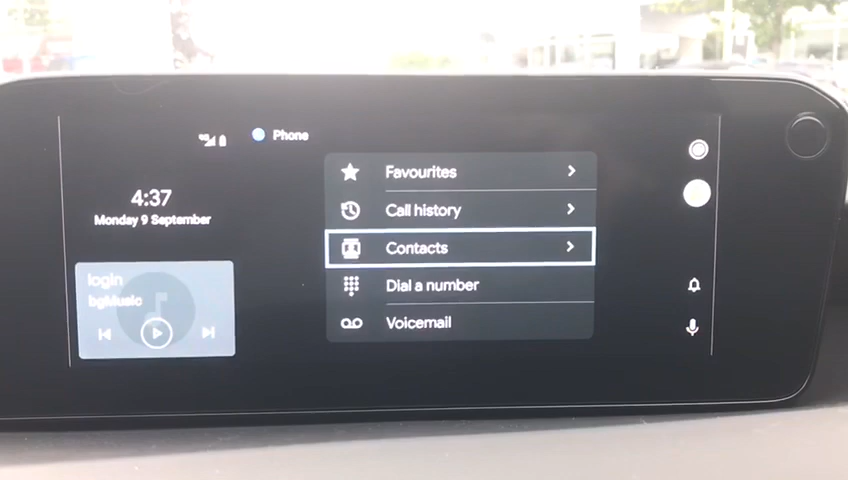 Phone
4:37
Monday 9 September
login
bgMusic
Favourites
Call history
Contacts
Dial a number
Voicemail